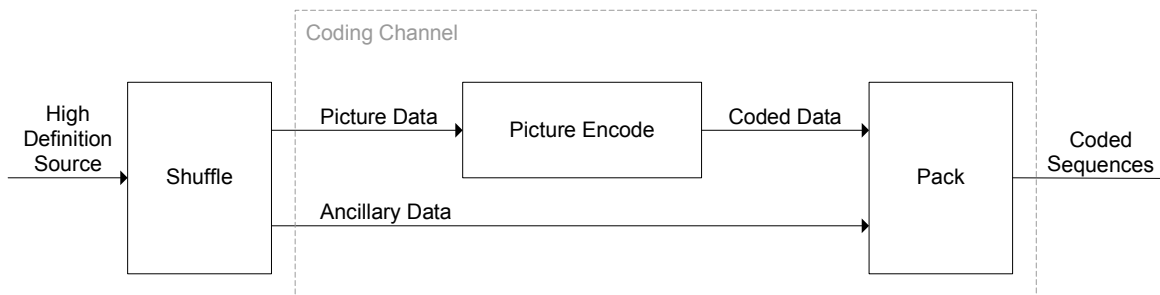 Coding Channel
High
Definition
Source
Shuffle
Picture Data
Picture Encode
Coded Data
Ancillary Data
Pack
Coded
Sequences